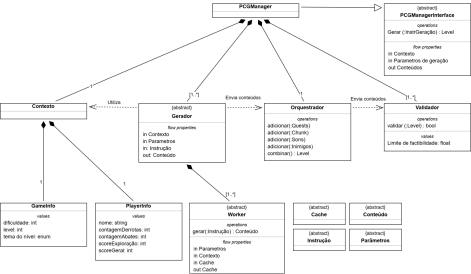 PCGManager
{abstract}
PCGManagerInterface
operations
Gerar (:InstrGeração) : Level
flow properties
in Contexto
in Parametros de geração
out Conteúdos
1
[1..*]
1
[1..*]
Contexto
Utiliza
{abstract}
Gerador
flow properties
in Contexto
in Parametros
in: Instrução
out: Conteúdo
Envia conteúdos
Orquestrador
operations
adicionar(:Quests)
adicionar(:Chunk)
adicionar(:Sons)
adicionar(:Inimigos)
combinar() : Level
Envia conteúdos
Validador
operations
validar (:Level) : bool
values
Limite de factibilidade: float
1
1
[1..*]
GameInfo
values
dificuldade: int
level: int
tema do nível: enum
PlayerInfo
values
nome: string
contagemDerrotas: int
contagemAbates: int
scoreExploração: int
scoreGeral: int
{abstract}
Worker
operations
gerar(:Instrução) : Conteúdo
flow properties
in Parametros
in Contexto
in Cache
out Cache
{abstract}
Cache
{abstract}
Conteúdo
{abstract}
Instrução
{abstract}
Parâmetros